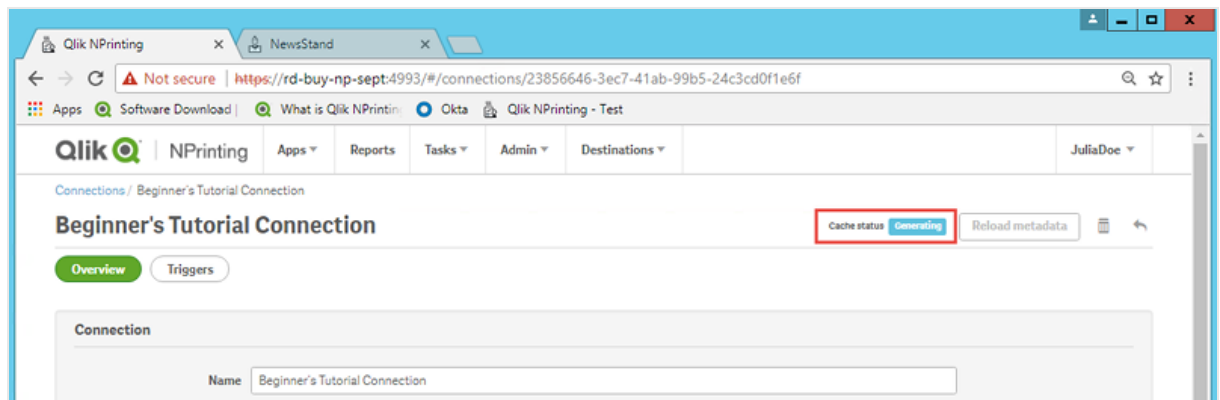 Qlik NPrinting
NewsStand
Not secure | https://rd-buy-np-sept:4993/#/connections/23856646-3ec7-41ab-99b5-24c3cd0f1e6f
Apps Software Download | What is Qlik NPrinting Okta Qlik NPrinting - Test
Qlik NPrinting Apps Reports Tasks Admin Destinations JuliaDoe
Connections / Beginner's Tutorial Connection
Beginner's Tutorial Connection Cache status Generating Reload metadata
Overview Triggers
Connection
Name Beginner's Tutorial Connection